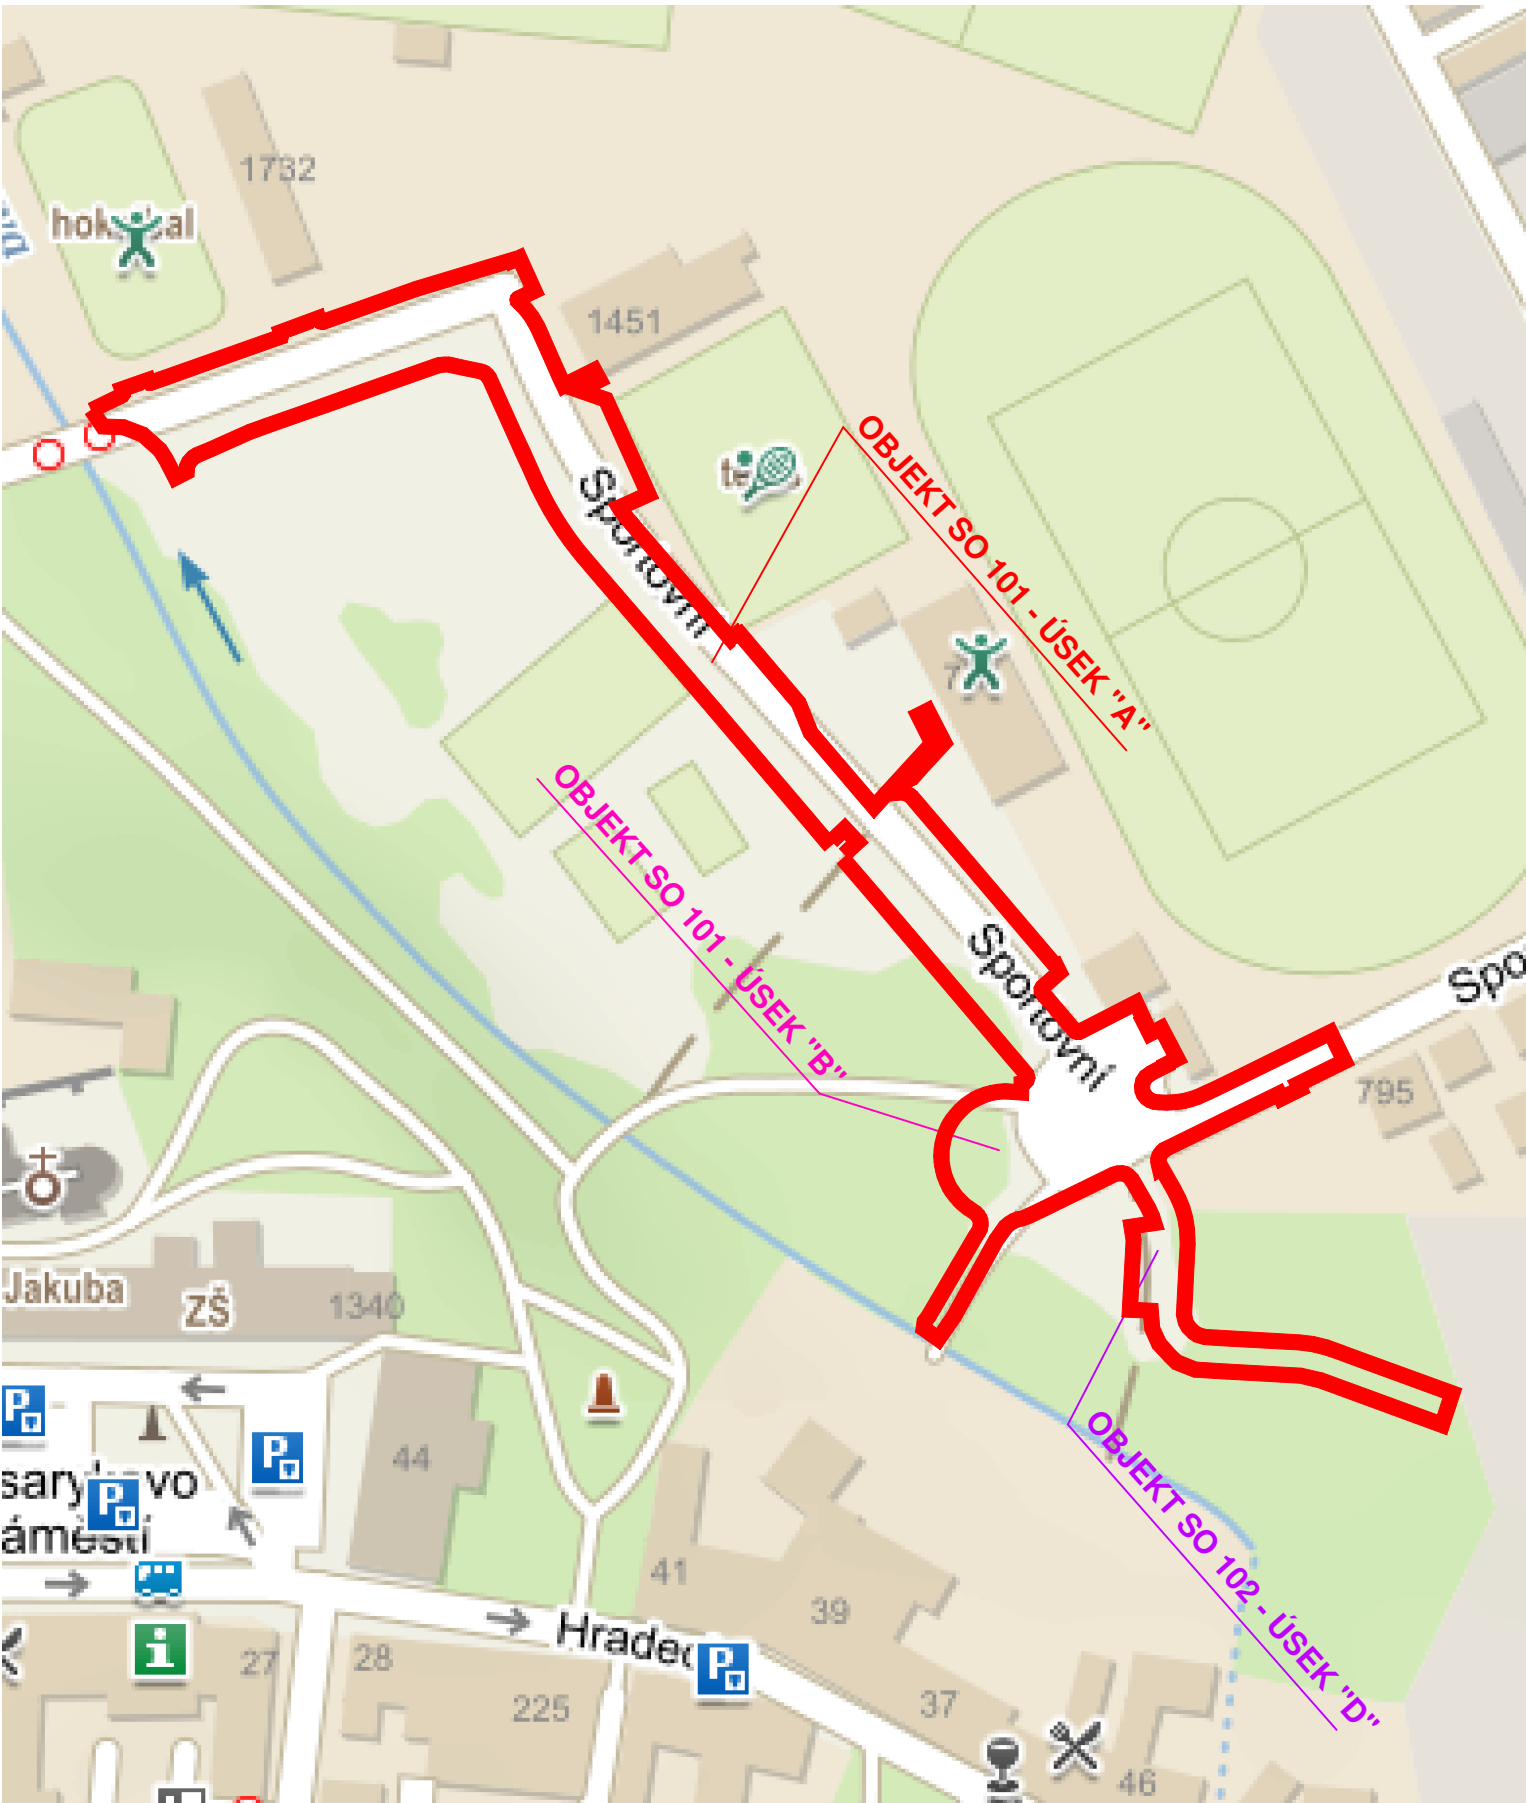 1732
1451
Sportovní
OBJEKT SO 101 - ÚSEK "A"
OBJEKT SO 101 - ÚSEK "B"
Sportovní
Spo
795
Jakuba
ZŠ
1340
P
P
44
P
41
39
Hradec
P
27
28
225
37
46
OBJEKT SO 102 - ÚSEK "D"